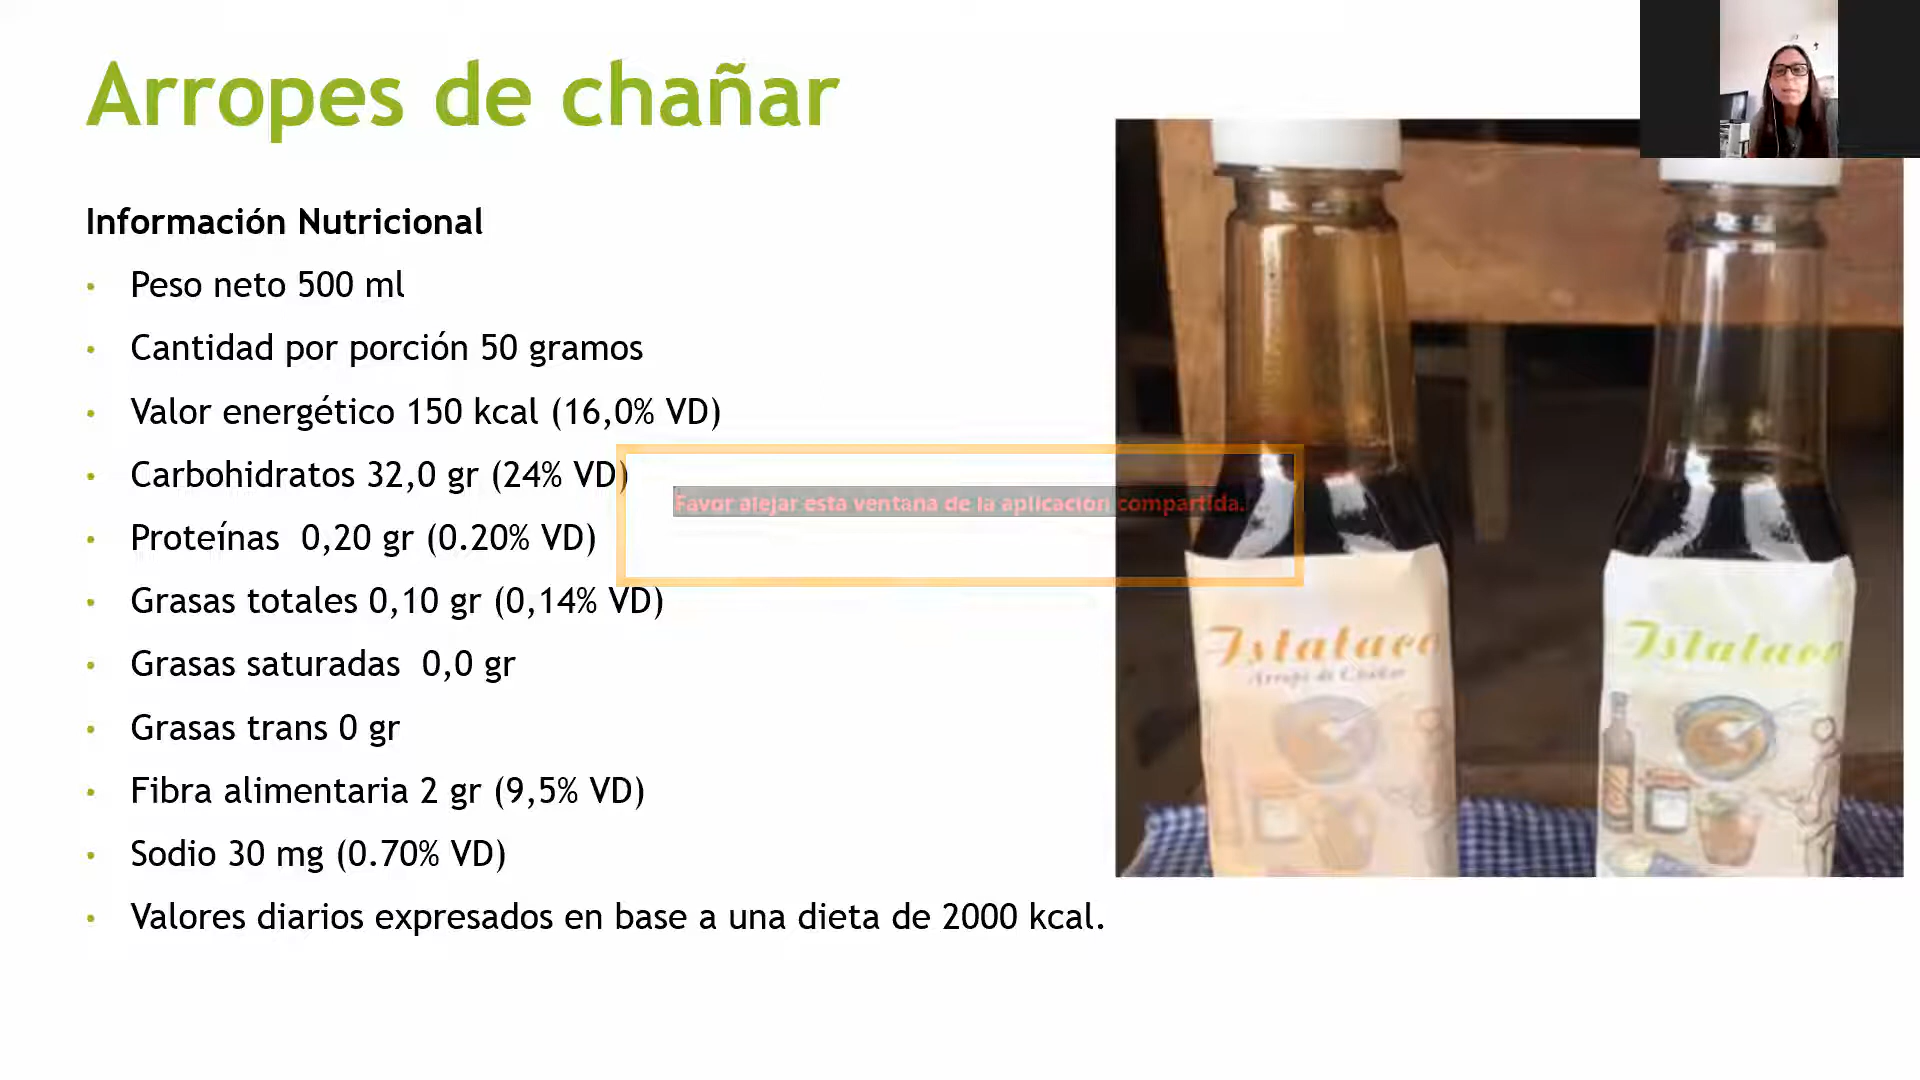 Arropes de chañar
Información Nutricional
• Peso neto 500 ml
• Cantidad por porción 50 gramos
• Valor energético 150 kcal (16,0% VD)
• Carbohidratos 32,0 gr (24% VD)
• Proteínas 0,20 gr (0.20% VD)
• Grasas totales 0,10 gr (0,14% VD)
• Grasas saturadas 0,0 gr
• Grasas trans 0 gr
• Fibra alimentaria 2 gr (9,5% VD)
• Sodio 30 mg (0.70% VD)
• Valores diarios expresados en base a una dieta de 2000 kcal.
Favor alejar esta ventana de la aplicación compartida.
Istataco
Arrope de Chañar
Istataco